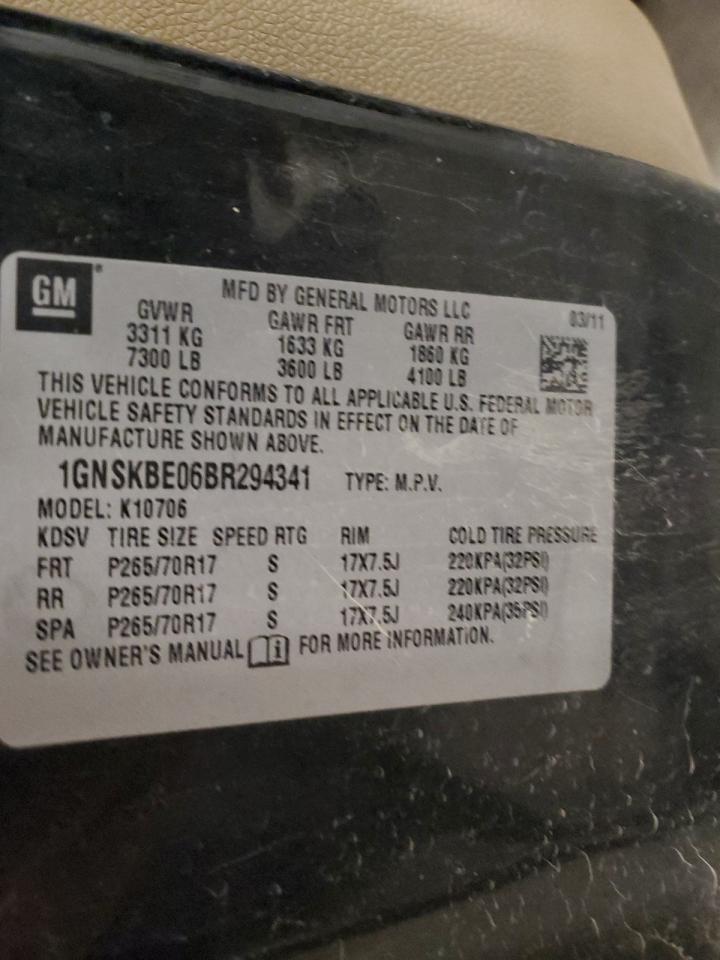 GM
MFD BY GENERAL MOTORS LLC
03/11
GVWR GAWR FRT GAWR RR
3311 KG 1633 KG 1860 KG
7300 LB 3600 LB 4100 LB
THIS VEHICLE CONFORMS TO ALL APPLICABLE U.S. FEDERAL MOTOR
VEHICLE SAFETY STANDARDS IN EFFECT ON THE DATE OF
MANUFACTURE SHOWN ABOVE.
1GNSKBE06BR294341 TYPE: M.P.V.
MODEL: K10706
KDSV TIRE SIZE SPEED RTG RIM COLD TIRE PRESSURE
FRT P265/70R17 S 17X7.5J 220KPA(32PSI)
RR P265/70R17 S 17X7.5J 220KPA(32PSI)
SPA P265/70R17 S 17X7.5J 240KPA(35PSI)
SEE OWNER'S MANUAL FOR MORE INFORMATION.